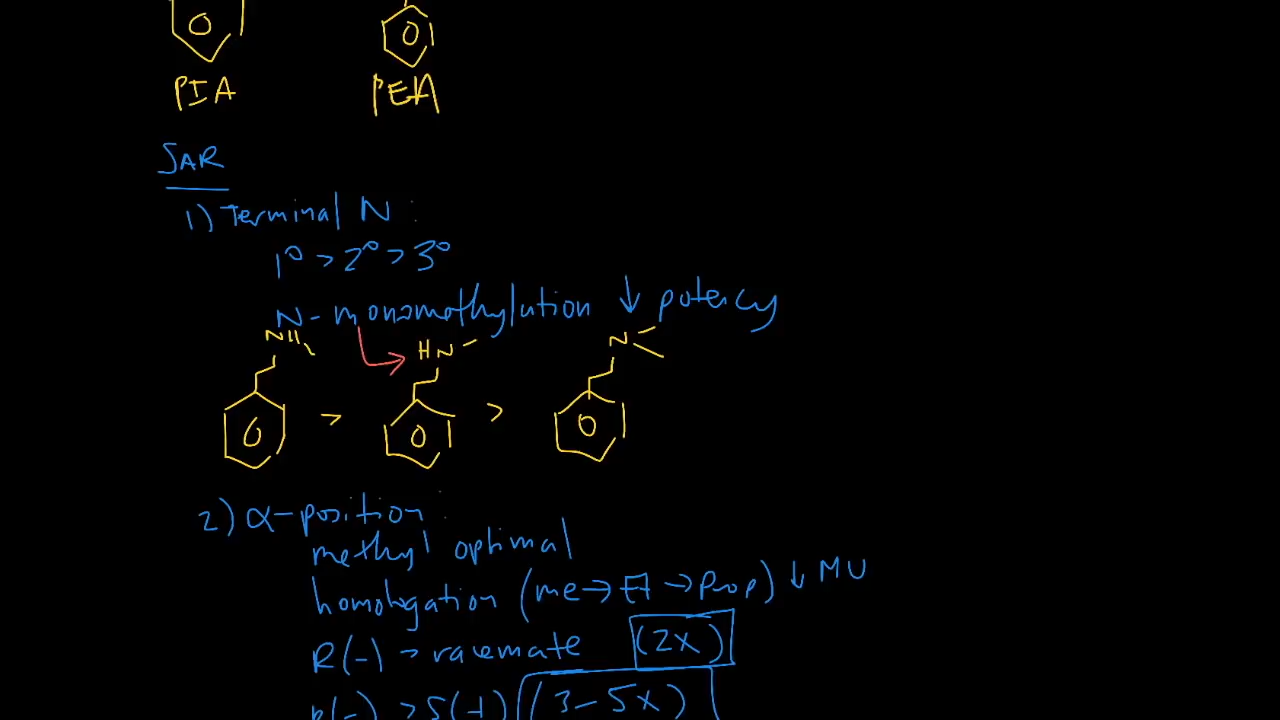 PIA PEA
SAR
1) Terminal N :
1° > 2° > 3°
N - monomethylution ↓ potency
NH2 HN N
> >
2) α-position :
methyl optimal
homologation (me → Et → Prop) ↓ MU
R(-) > racemate (2X)
R(-) > S(+) (3-5X)